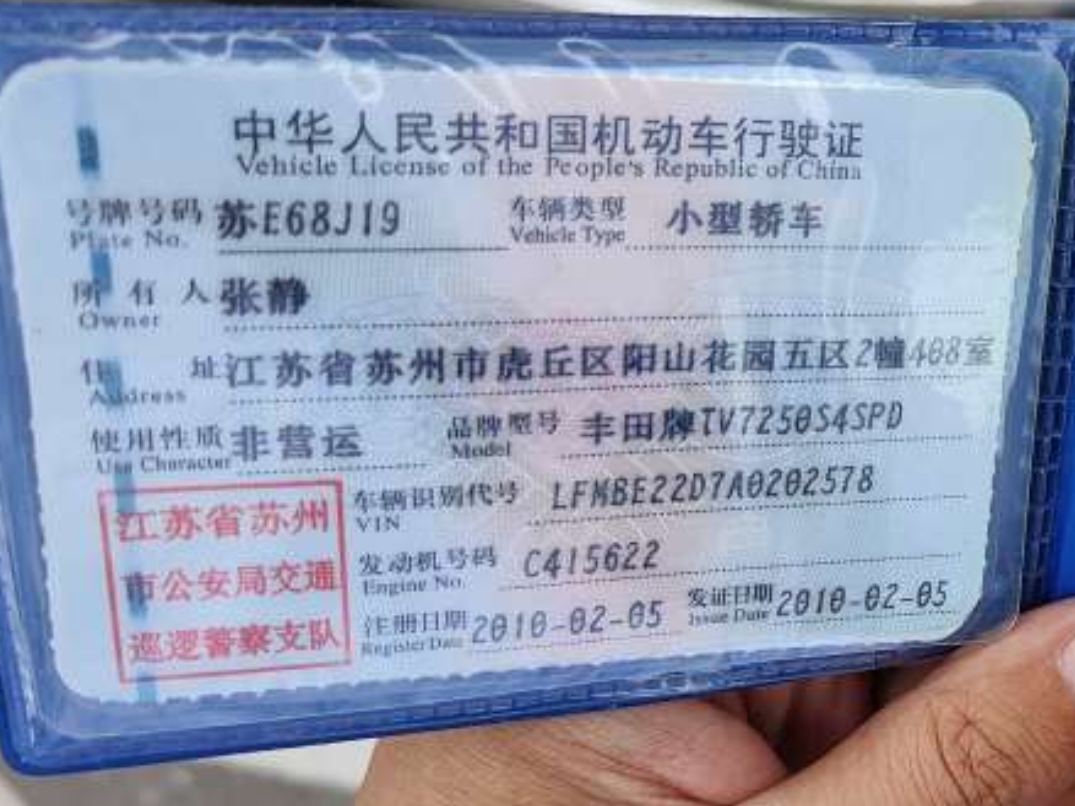 中华人民共和国机动车行驶证
Vehicle License of the People's Republic of China
号牌号码 苏E68J19 车辆类型 小型轿车
Plate No. Vehicle Type
所有人 张静
Owner
住址 江苏省苏州市虎丘区阳山花园五区2幢408室
Address
使用性质 非营运 品牌型号 丰田牌TV7250S4SPD
Use Character Model
车辆识别代号 LFMBE22D7A0202578
VIN
发动机号码 C415622
Engine No.
注册日期 2010-02-05 发证日期 2010-02-05
Register Date Issue Date
江苏省苏州
市公安局交通
巡逻警察支队